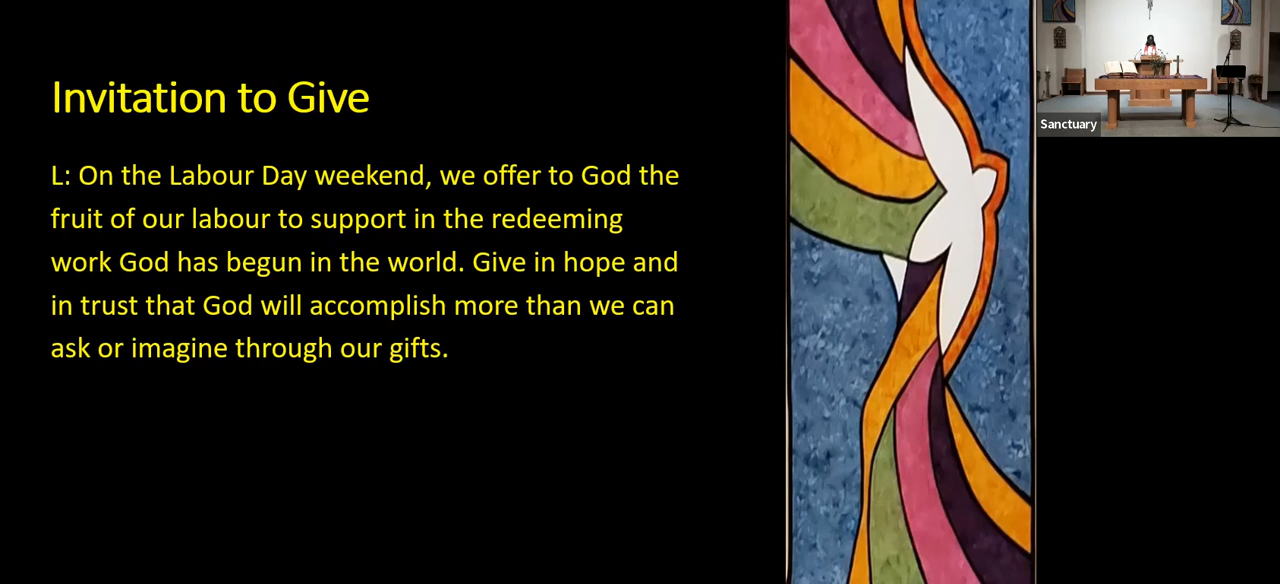 Invitation to Give
L: On the Labour Day weekend, we offer to God the
fruit of our labour to support in the redeeming
work God has begun in the world. Give in hope and
in trust that God will accomplish more than we can
ask or imagine through our gifts.
Sanctuary